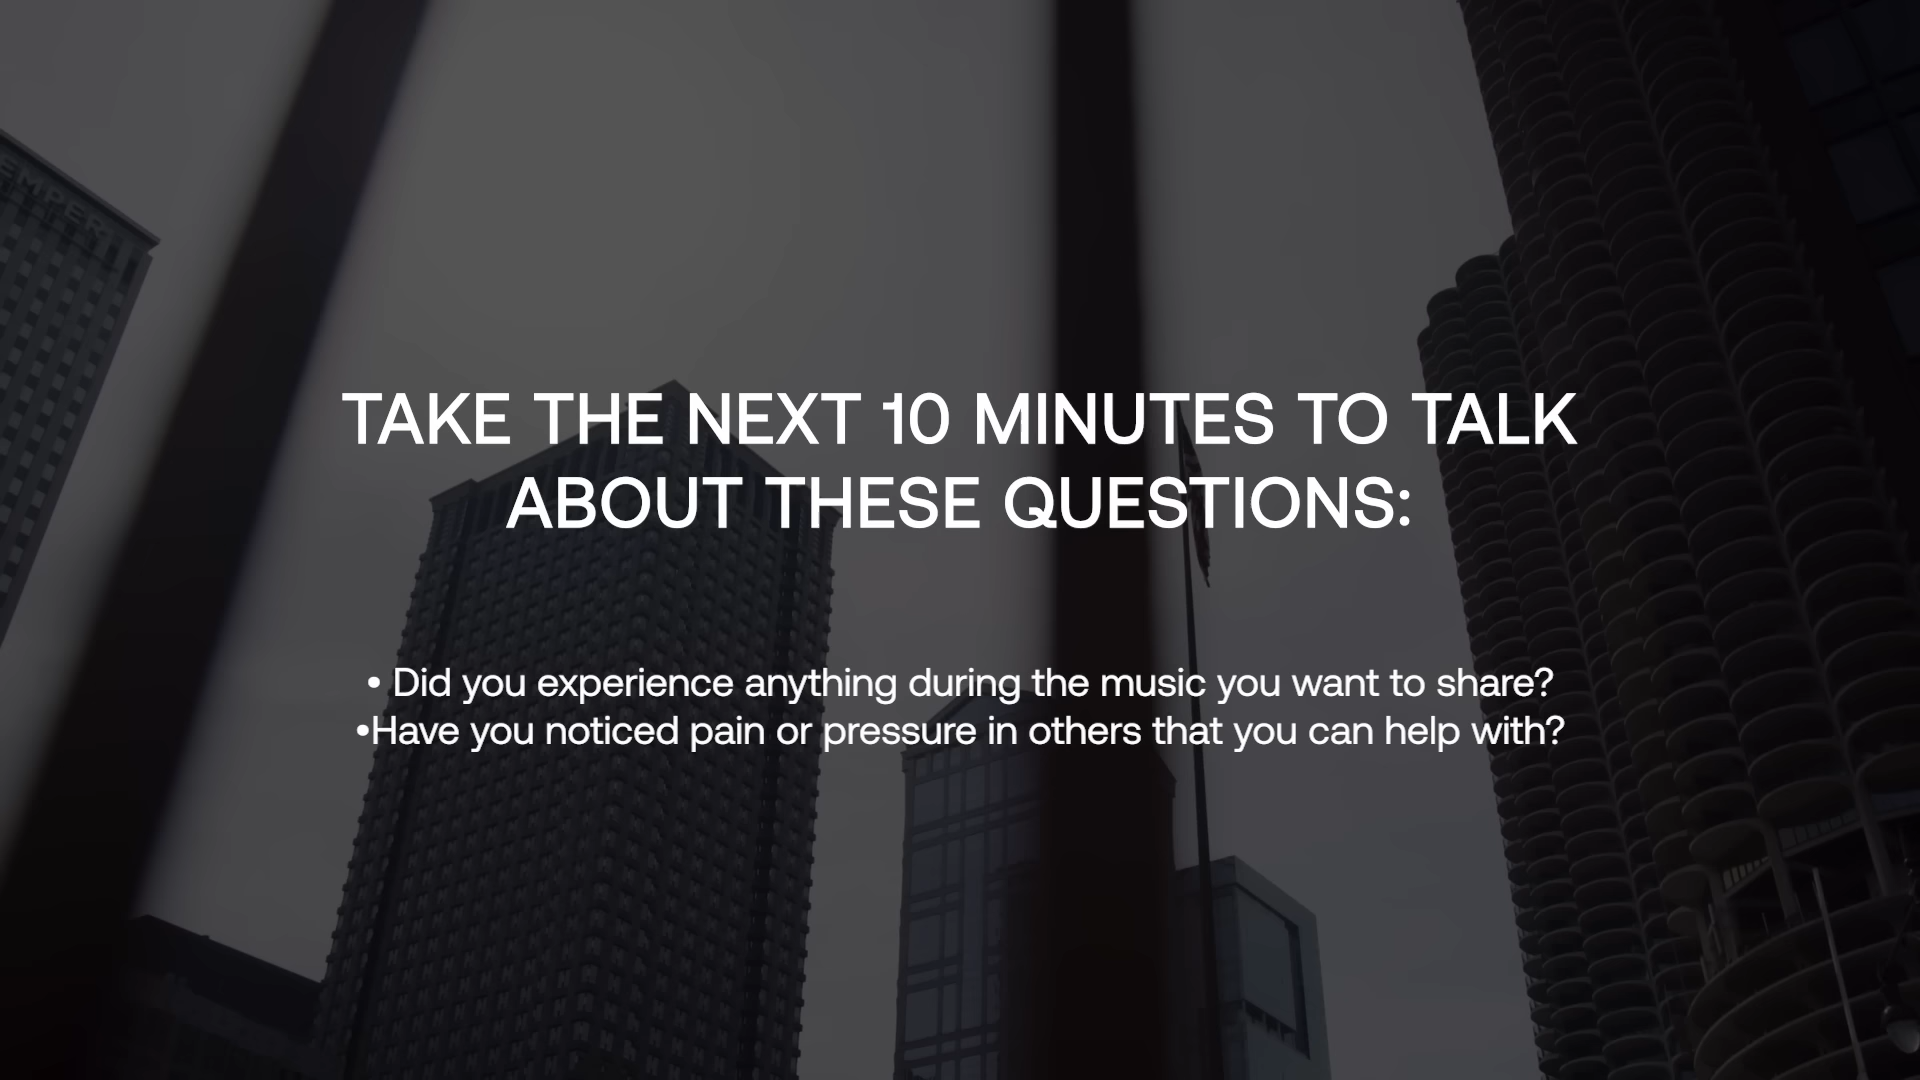 TAKE THE NEXT 10 MINUTES TO TALK
ABOUT THESE QUESTIONS:
• Did you experience anything during the music you want to share?
•Have you noticed pain or pressure in others that you can help with?